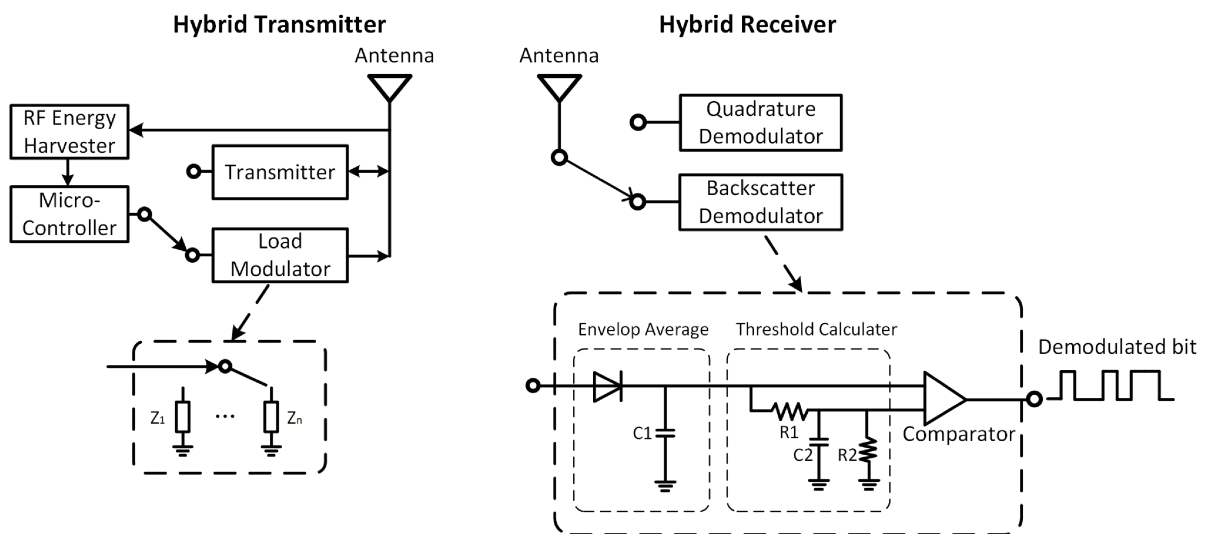 Hybrid Transmitter
Antenna
RF Energy
Harvester
Transmitter
Micro-
Controller
Load
Modulator
Z1
...
Zn
Hybrid Receiver
Antenna
Quadrature
Demodulator
Backscatter
Demodulator
Envelop Average
Threshold Calculater
C1
R1
C2
R2
Comparator
Demodulated bit